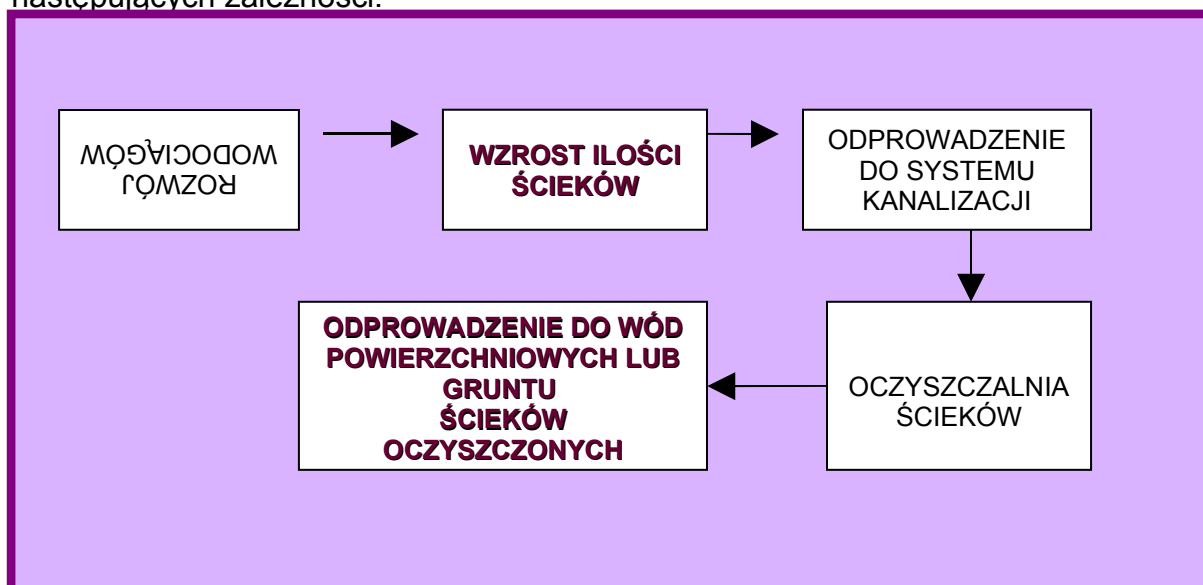 następujących zależności:
ROZWÓJ
WODOCIĄGÓW
WZROST ILOŚCI
ŚCIEKÓW
ODPROWADZENIE
DO SYSTEMU
KANALIZACJI
OCZYSZCZALNIA
ŚCIEKÓW
ODPROWADZENIE DO WÓD
POWIERZCHNIOWYCH LUB
GRUNTU
ŚCIEKÓW
OCZYSZCZONYCH